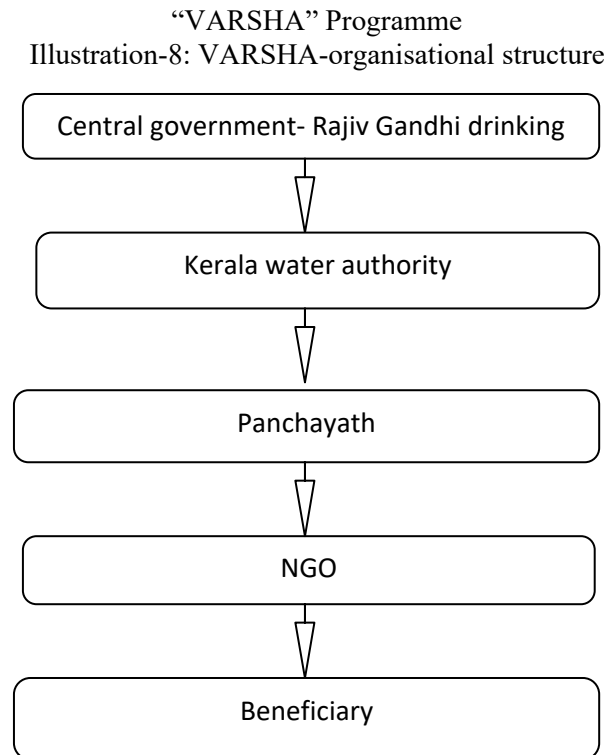 “VARSHA” Programme
Illustration-8: VARSHA-organisational structure
Central government- Rajiv Gandhi drinking
Kerala water authority
Panchayath
NGO
Beneficiary